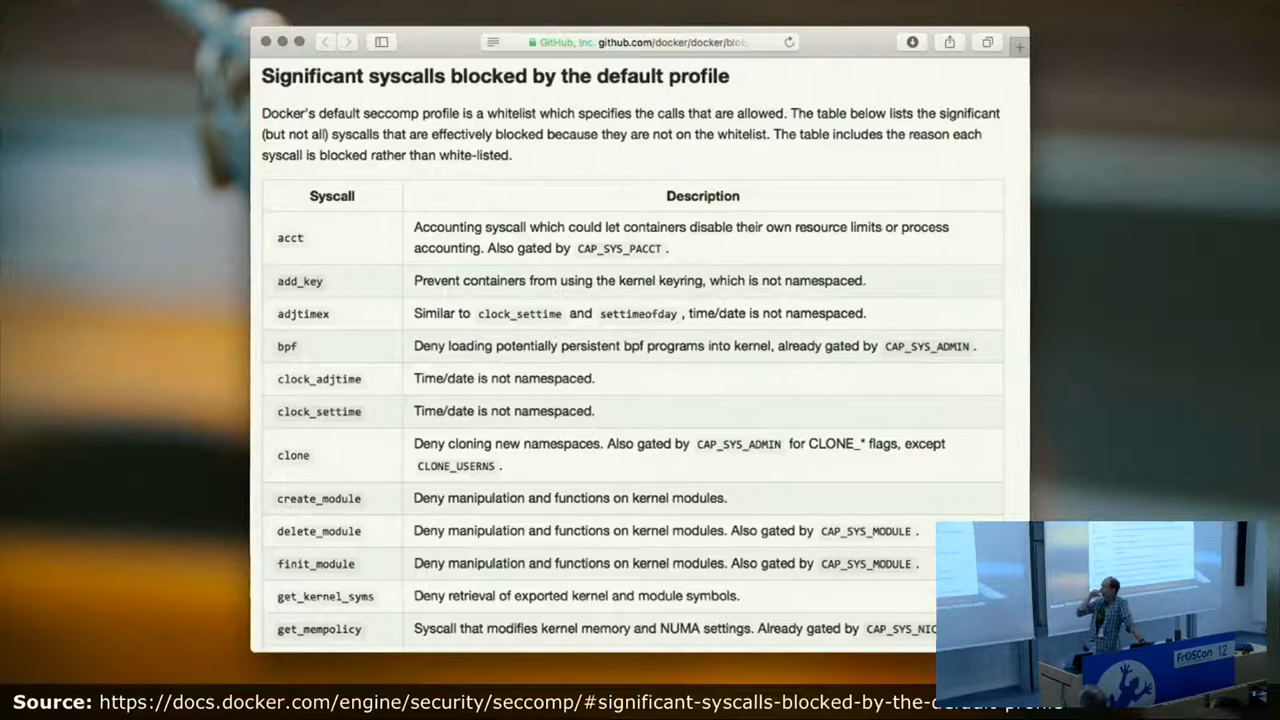 GitHub, Inc. github.com/docker/docker/blob
Significant syscalls blocked by the default profile
Docker's default seccomp profile is a whitelist which specifies the calls that are allowed. The table below lists the significant
(but not all) syscalls that are effectively blocked because they are not on the whitelist. The table includes the reason each
syscall is blocked rather than white-listed.
Syscall Description
acct Accounting syscall which could let containers disable their own resource limits or process
accounting. Also gated by CAP_SYS_PACCT .
add_key Prevent containers from using the kernel keyring, which is not namespaced.
adjtimex Similar to clock_settime and settimeofday , time/date is not namespaced.
bpf Deny loading potentially persistent bpf programs into kernel, already gated by CAP_SYS_ADMIN .
clock_adjtime Time/date is not namespaced.
clock_settime Time/date is not namespaced.
clone Deny cloning new namespaces. Also gated by CAP_SYS_ADMIN for CLONE_* flags, except
CLONE_USERNS .
create_module Deny manipulation and functions on kernel modules.
delete_module Deny manipulation and functions on kernel modules. Also gated by CAP_SYS_MODULE .
finit_module Deny manipulation and functions on kernel modules. Also gated by CAP_SYS_MODULE .
get_kernel_syms Deny retrieval of exported kernel and module symbols.
get_mempolicy Syscall that modifies kernel memory and NUMA settings. Already gated by CAP_SYS_NIC
FrOSCon 12
Source: https://docs.docker.com/engine/security/seccomp/#significant-syscalls-blocked-by-the-default-profile